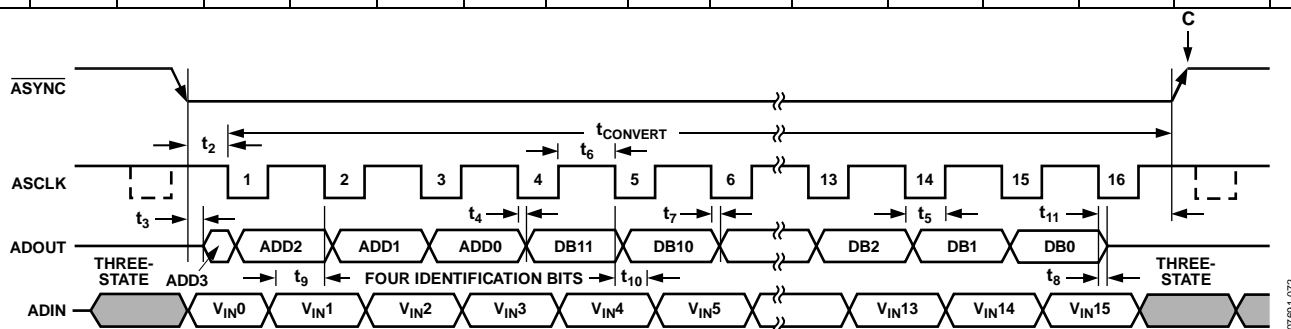 C
ASYNC
tCONVERT
t2
t6
ASCLK
1 2 3 4 5 6 13 14 15 16
t3 t4 t7 t5 t11
ADOUT
ADD2 ADD1 ADD0 DB11 DB10 DB2 DB1 DB0
THREE-
STATE
ADD3
t9
FOUR IDENTIFICATION BITS
t10
t8
THREE-
STATE
ADIN
VIN0 VIN1 VIN2 VIN3 VIN4 VIN5 VIN13 VIN14 VIN15